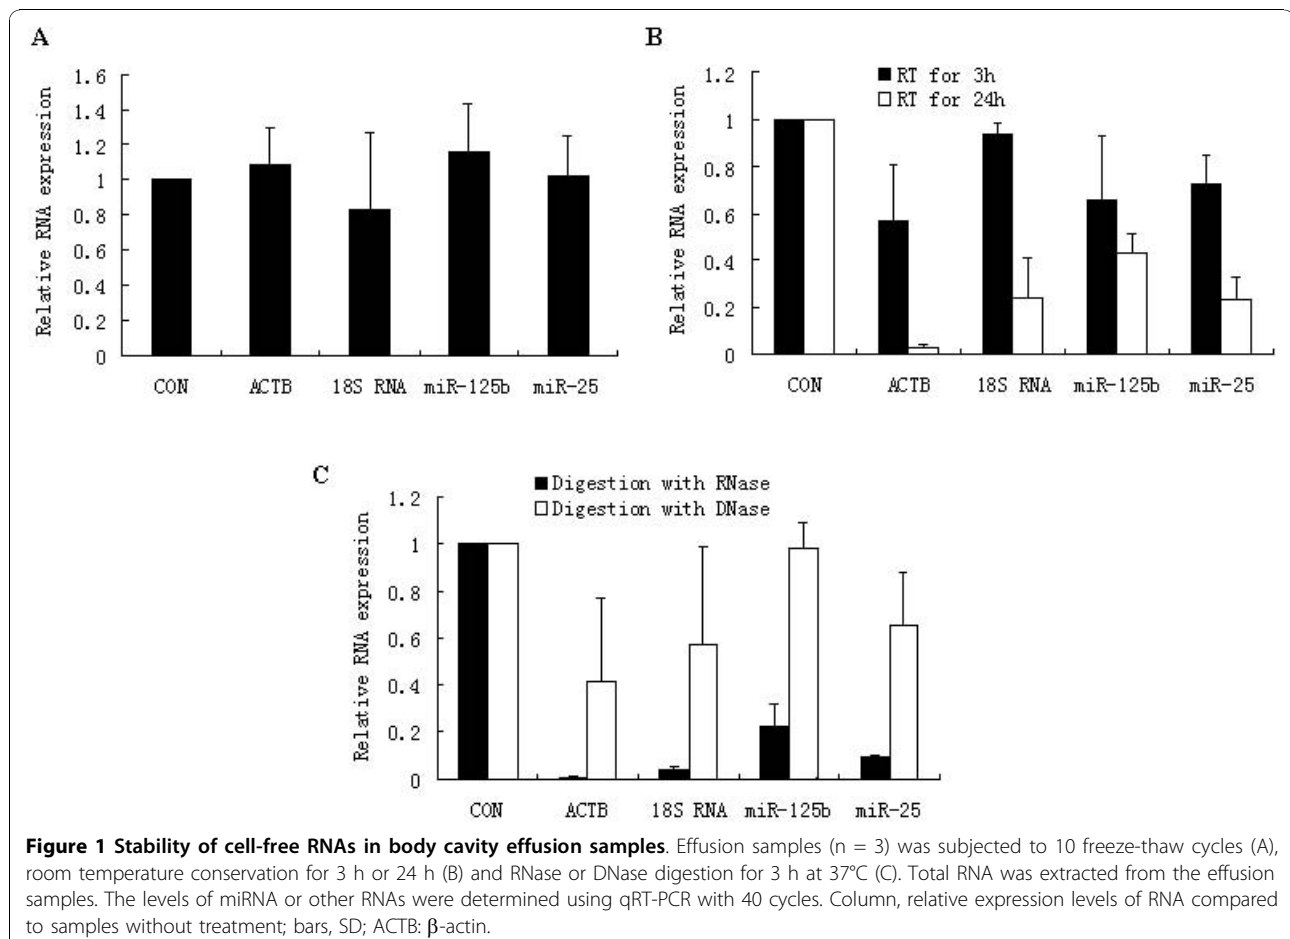 A
Relative RNA expression
1.6
1.4
1.2
1
0.8
0.6
0.4
0.2
0
CON ACTB 18S RNA miR-125b miR-25
B
Relative RNA expression
RT for 3h
RT for 24h
1.2
1
0.8
0.6
0.4
0.2
0
CON ACTB 18S RNA miR-125b miR-25
C
Relative RNA expression
Digestion with RNase
Digestion with DNase
1.2
1
0.8
0.6
0.4
0.2
0
CON ACTB 18S RNA miR-125b miR-25
Figure 1 Stability of cell-free RNAs in body cavity effusion samples. Effusion samples (n = 3) was subjected to 10 freeze-thaw cycles (A),
room temperature conservation for 3 h or 24 h (B) and RNase or DNase digestion for 3 h at 37°C (C). Total RNA was extracted from the effusion
samples. The levels of miRNA or other RNAs were determined using qRT-PCR with 40 cycles. Column, relative expression levels of RNA compared
to samples without treatment; bars, SD; ACTB: β-actin.